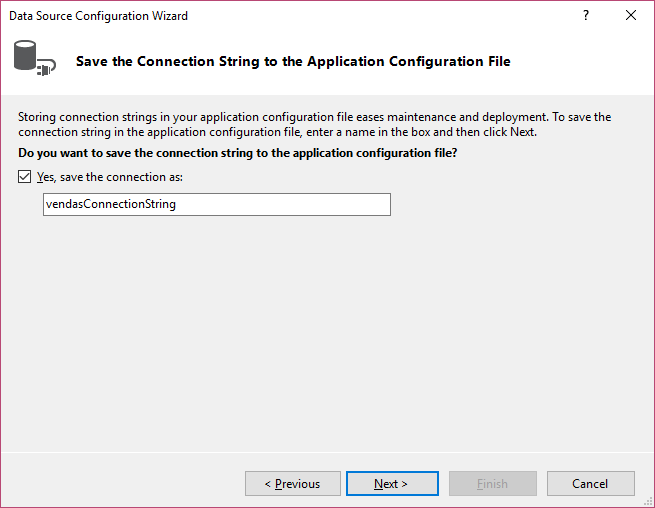 Data Source Configuration Wizard
?
Save the Connection String to the Application Configuration File
Storing connection strings in your application configuration file eases maintenance and deployment. To save the
connection string in the application configuration file, enter a name in the box and then click Next.
Do you want to save the connection string to the application configuration file?
Yes, save the connection as:
vendasConnectionString
< Previous
Next >
Finish
Cancel